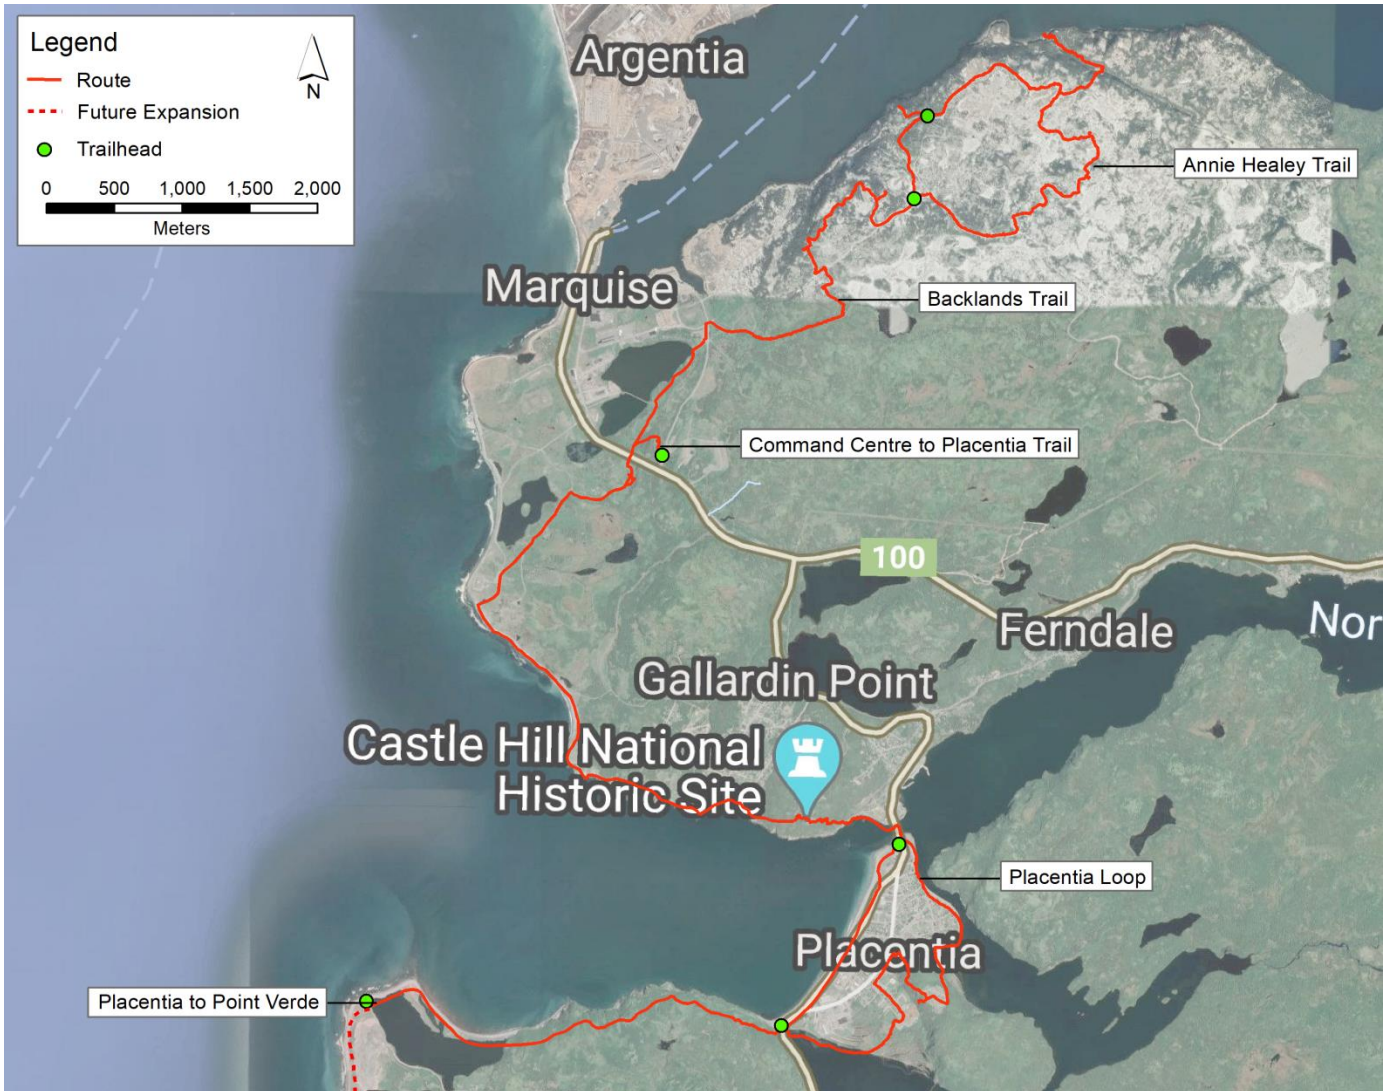 Legend
Route
Future Expansion
Trailhead
N
0 500 1,000 1,500 2,000
Meters
Argentia
Annie Healey Trail
Marquise
Backlands Trail
Command Centre to Placentia Trail
100
Ferndale
Nor
Gallardin Point
Castle Hill National
Historic Site
Placentia Loop
Placentia
Placentia to Point Verde